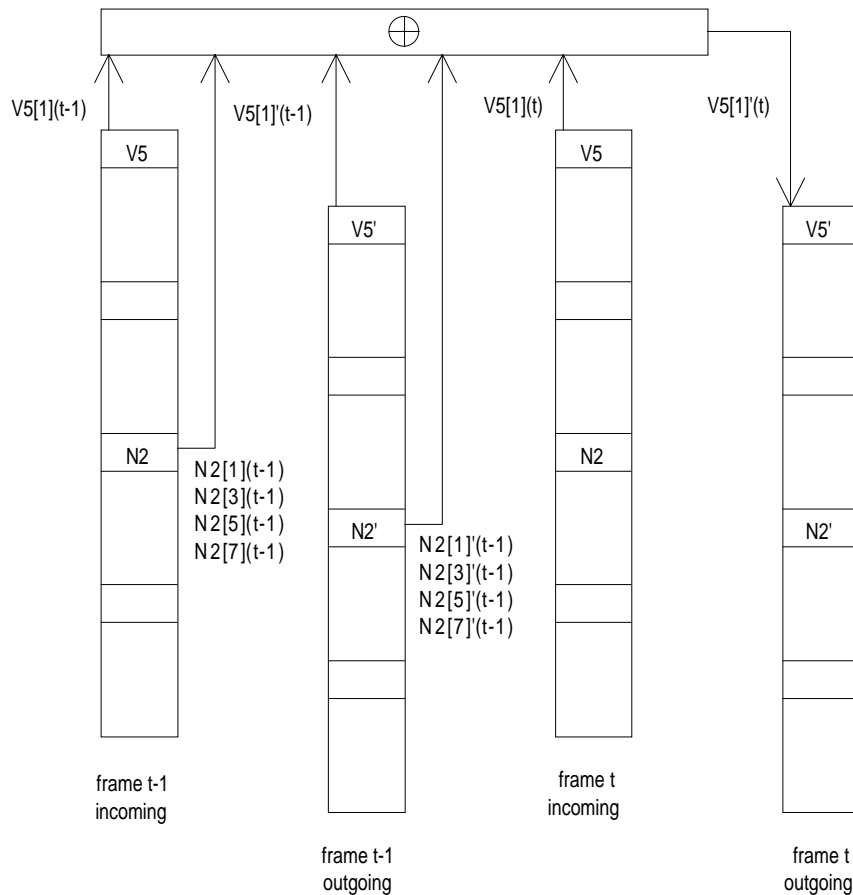 ⊕
V5[1](t-1)
V5[1]'(t-1)
V5[1](t)
V5[1]'(t)
V5
V5
V5'
V5'
N2
N2
N2[1](t-1)
N2[3](t-1)
N2[5](t-1)
N2[7](t-1)
N2'
N2'
N2[1]'(t-1)
N2[3]'(t-1)
N2[5]'(t-1)
N2[7]'(t-1)
frame t-1
incoming
frame t
incoming
frame t-1
outgoing
frame t
outgoing